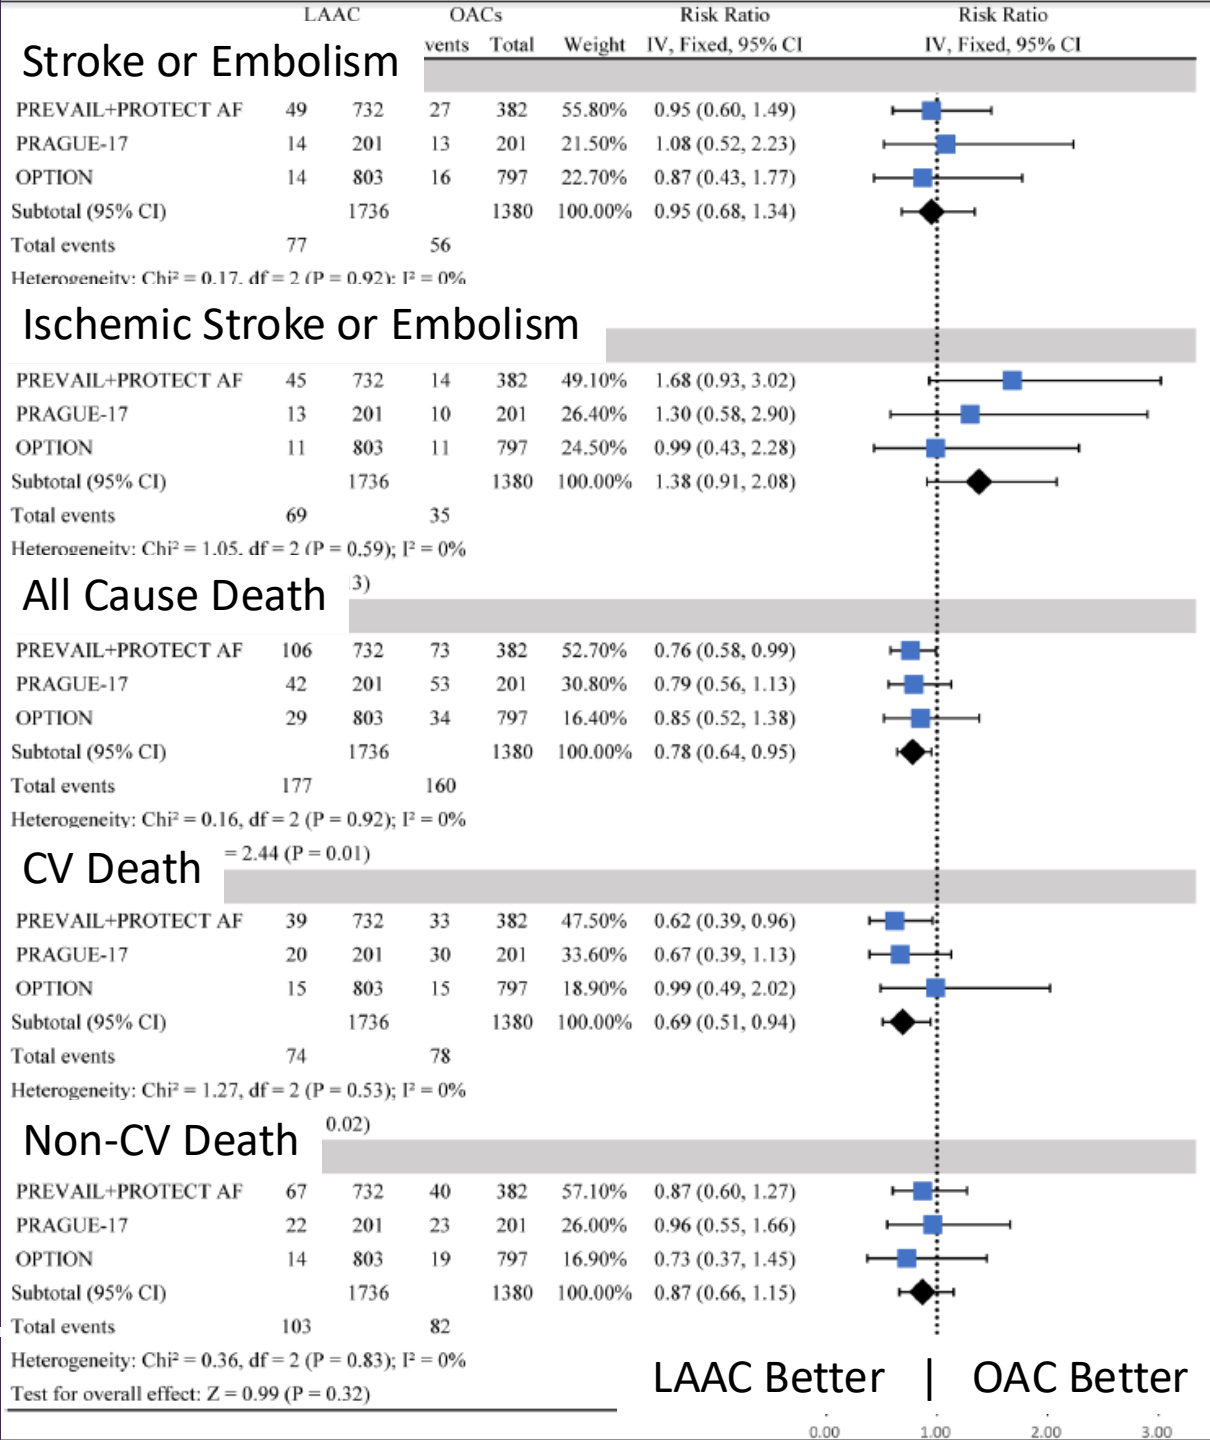 LAAC OACs Risk Ratio Risk Ratio
vents Total Weight IV, Fixed, 95% CI IV, Fixed, 95% CI
Stroke or Embolism
PREVAIL+PROTECT AF 49 732 27 382 55.80% 0.95 (0.60, 1.49)
PRAGUE-17 14 201 13 201 21.50% 1.08 (0.52, 2.23)
OPTION 14 803 16 797 22.70% 0.87 (0.43, 1.77)
Subtotal (95% CI) 1736 1380 100.00% 0.95 (0.68, 1.34)
Total events 77 56
Heterogeneity: Chi² = 0.17, df = 2 (P = 0.92); I² = 0%
Ischemic Stroke or Embolism
PREVAIL+PROTECT AF 45 732 14 382 49.10% 1.68 (0.93, 3.02)
PRAGUE-17 13 201 10 201 26.40% 1.30 (0.58, 2.90)
OPTION 11 803 11 797 24.50% 0.99 (0.43, 2.28)
Subtotal (95% CI) 1736 1380 100.00% 1.38 (0.91, 2.08)
Total events 69 35
Heterogeneity: Chi² = 1.05, df = 2 (P = 0.59); I² = 0%
3)
All Cause Death
PREVAIL+PROTECT AF 106 732 73 382 52.70% 0.76 (0.58, 0.99)
PRAGUE-17 42 201 53 201 30.80% 0.79 (0.56, 1.13)
OPTION 29 803 34 797 16.40% 0.85 (0.52, 1.38)
Subtotal (95% CI) 1736 1380 100.00% 0.78 (0.64, 0.95)
Total events 177 160
Heterogeneity: Chi² = 0.16, df = 2 (P = 0.92); I² = 0%
= 2.44 (P = 0.01)
CV Death
PREVAIL+PROTECT AF 39 732 33 382 47.50% 0.62 (0.39, 0.96)
PRAGUE-17 20 201 30 201 33.60% 0.67 (0.39, 1.13)
OPTION 15 803 15 797 18.90% 0.99 (0.49, 2.02)
Subtotal (95% CI) 1736 1380 100.00% 0.69 (0.51, 0.94)
Total events 74 78
Heterogeneity: Chi² = 1.27, df = 2 (P = 0.53); I² = 0%
0.02)
Non-CV Death
PREVAIL+PROTECT AF 67 732 40 382 57.10% 0.87 (0.60, 1.27)
PRAGUE-17 22 201 23 201 26.00% 0.96 (0.55, 1.66)
OPTION 14 803 19 797 16.90% 0.73 (0.37, 1.45)
Subtotal (95% CI) 1736 1380 100.00% 0.87 (0.66, 1.15)
Total events 103 82
Heterogeneity: Chi² = 0.36, df = 2 (P = 0.83); I² = 0%
Test for overall effect: Z = 0.99 (P = 0.32)
LAAC Better | OAC Better
0.00 1.00 2.00 3.00